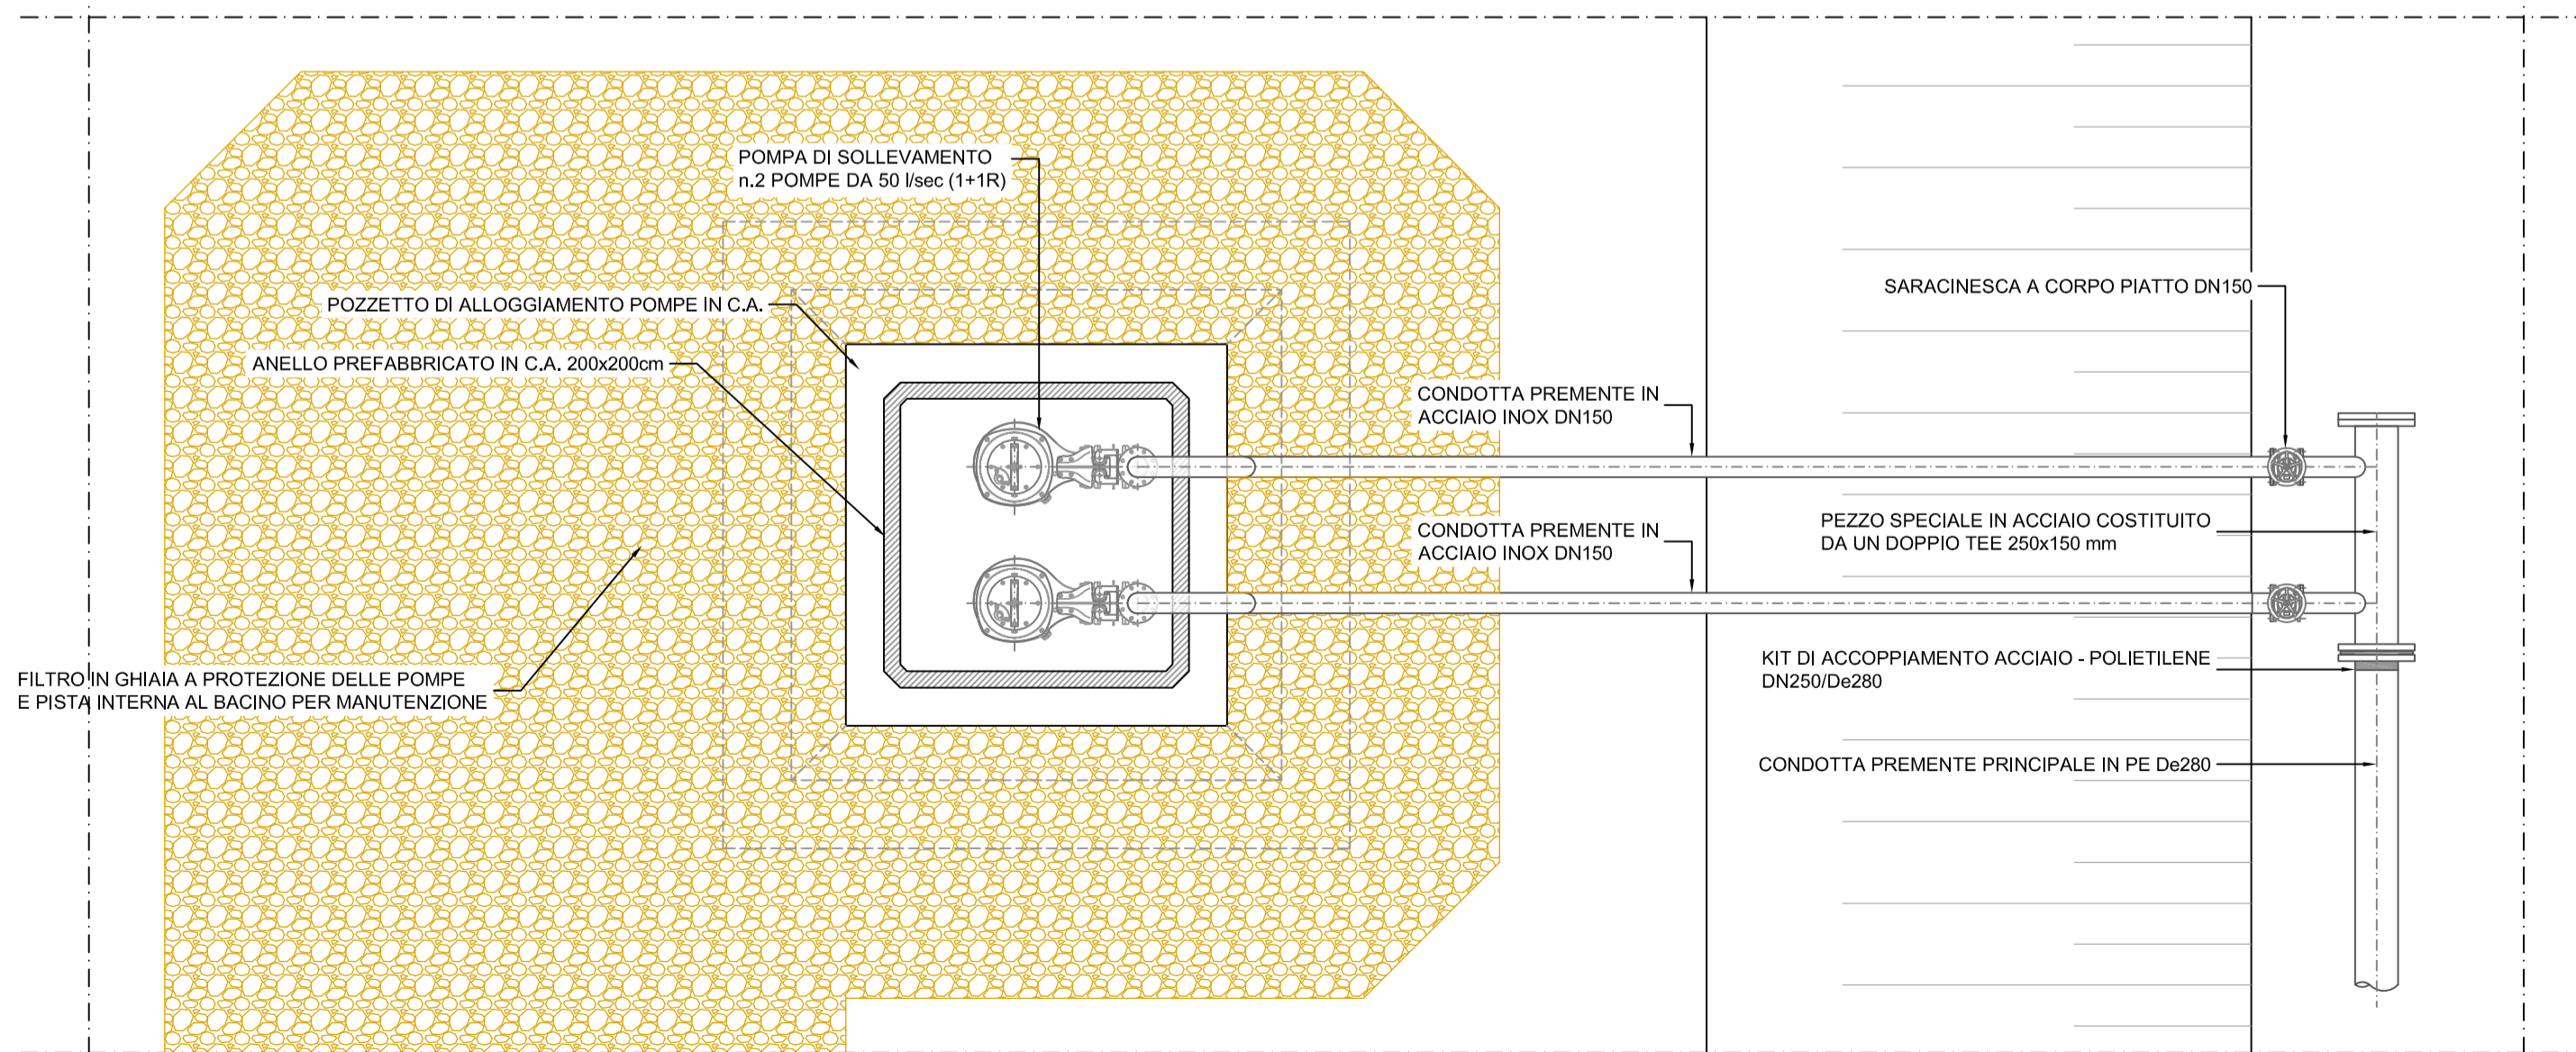 POMPA DI SOLLEVAMENTO
n.2 POMPE DA 50 l/sec (1+1R)
SARACINESCA A CORPO PIATTO DN150
POZZETTO DI ALLOGGIAMENTO POMPE IN C.A.
ANELLO PREFABBRICATO IN C.A. 200x200cm
CONDOTTA PREMENTE IN
ACCIAIO INOX DN150
PEZZO SPECIALE IN ACCIAIO COSTITUITO
DA UN DOPPIO TEE 250x150 mm
CONDOTTA PREMENTE IN
ACCIAIO INOX DN150
KIT DI ACCOPPIAMENTO ACCIAIO - POLIETILENE
DN250/De280
FILTRO IN GHIAIA A PROTEZIONE DELLE POMPE
E PISTA INTERNA AL BACINO PER MANUTENZIONE
CONDOTTA PREMENTE PRINCIPALE IN PE De280